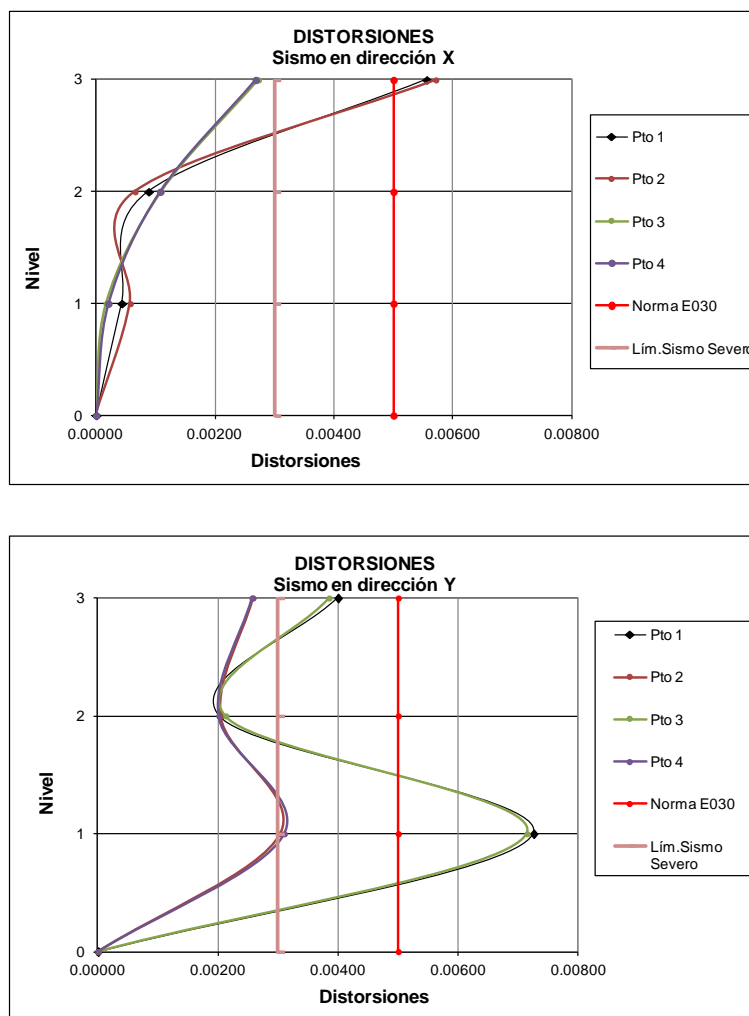 DISTORSIONES
Sismo en dirección X
3
2
1
0
Nivel
0.00000 0.00200 0.00400 0.00600 0.00800
Distorsiones
Pto 1
Pto 2
Pto 3
Pto 4
Norma E030
Lím.Sismo Severo
DISTORSIONES
Sismo en dirección Y
3
2
1
0
Nivel
0.00000 0.00200 0.00400 0.00600 0.00800
Distorsiones
Pto 1
Pto 2
Pto 3
Pto 4
Norma E030
Lím.Sismo
Severo